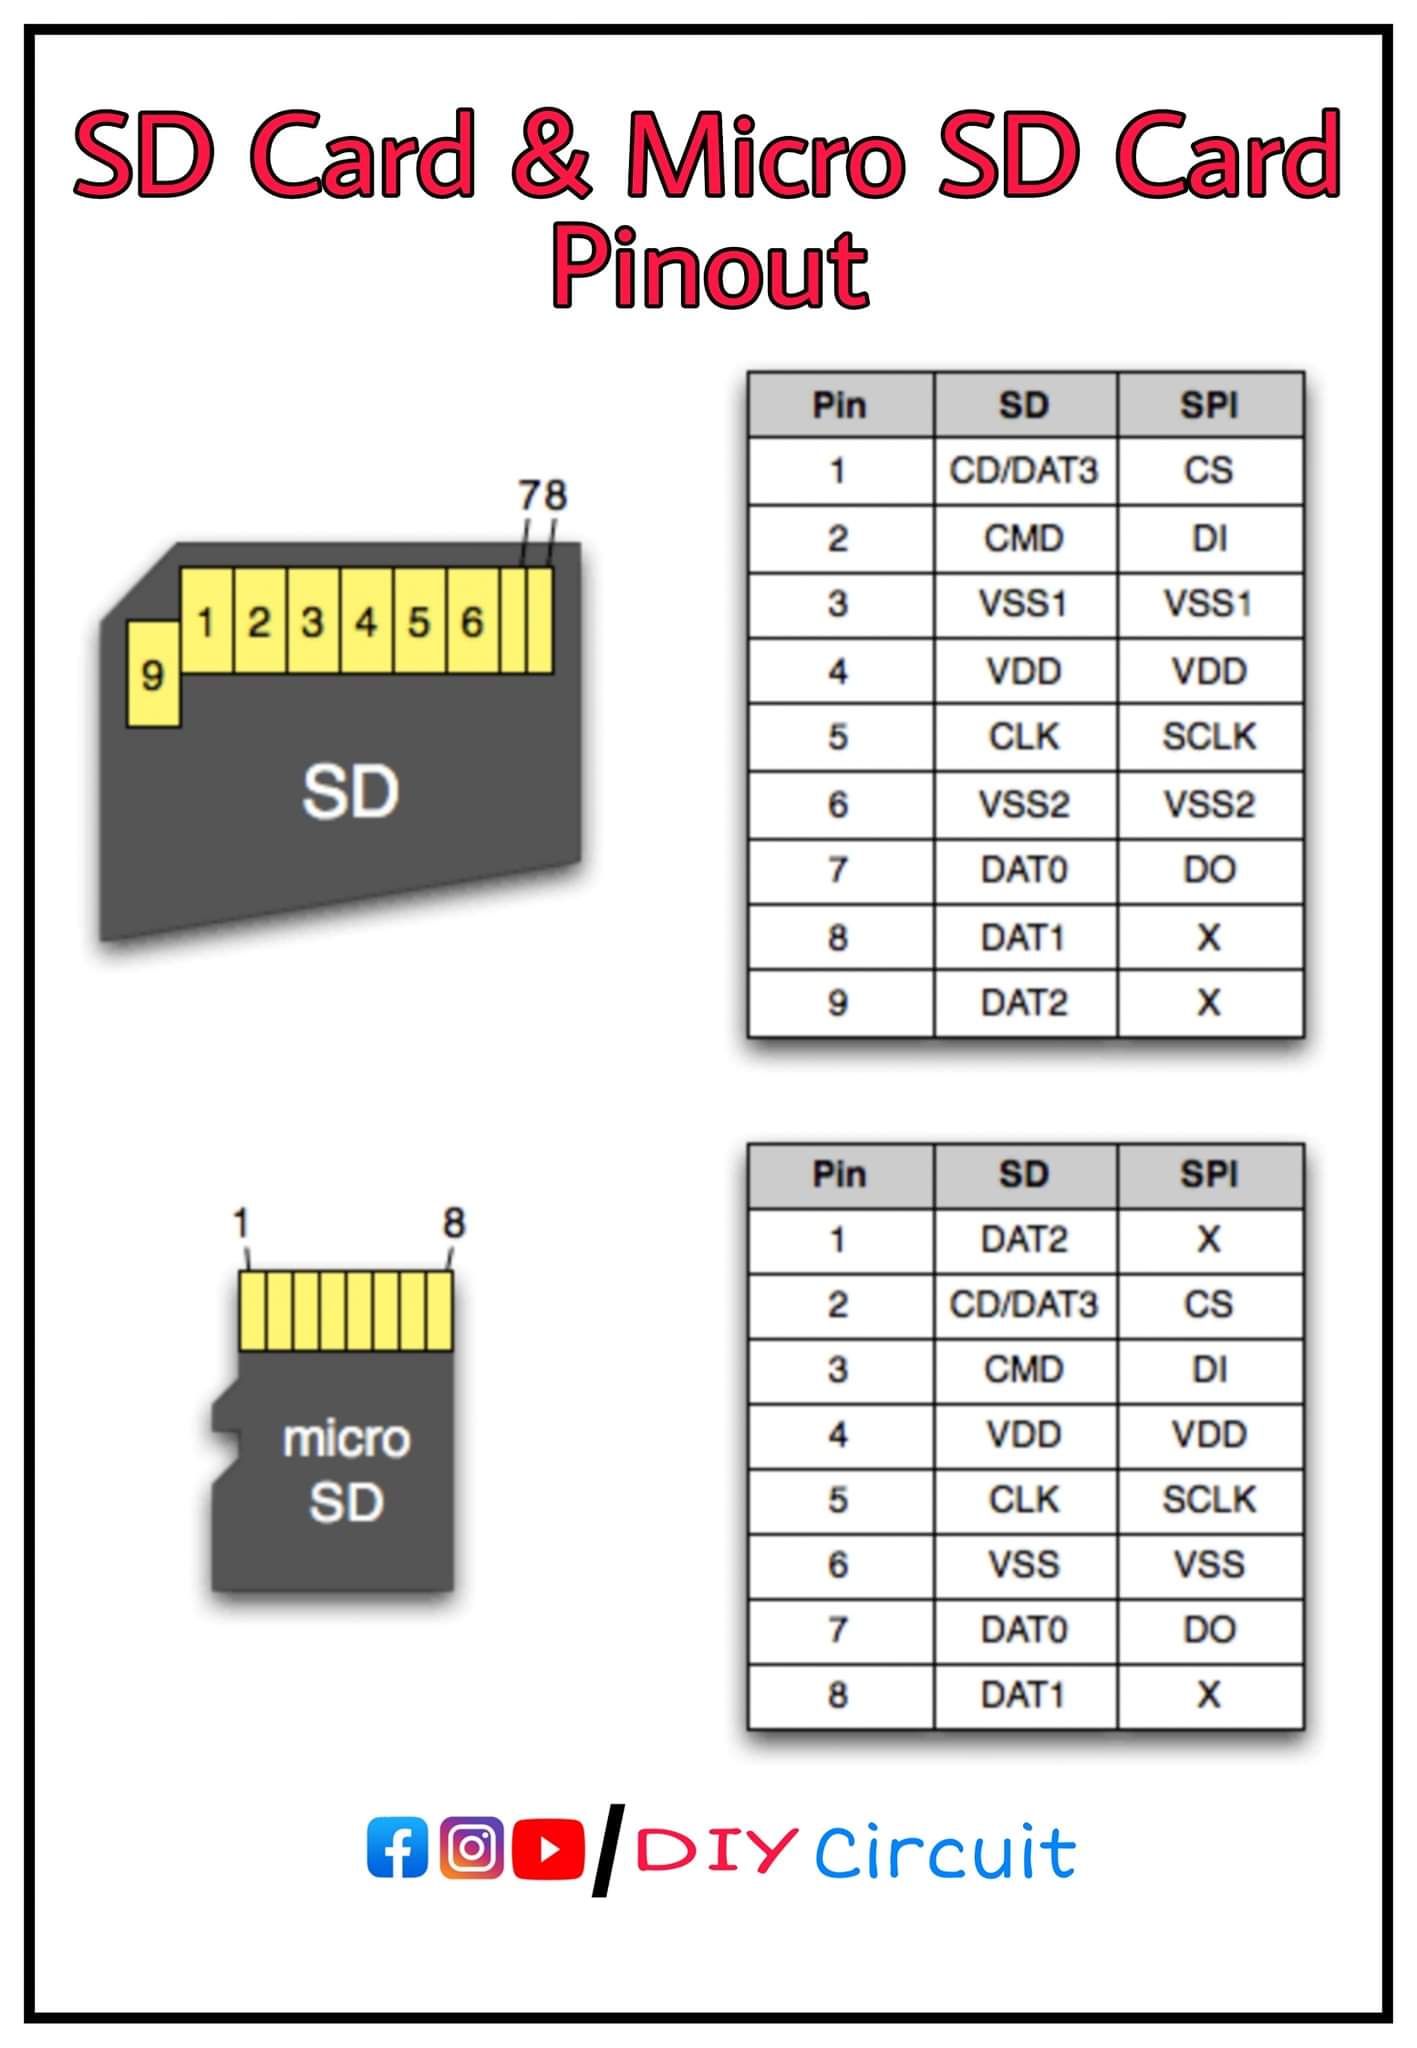 SD Card & Micro SD Card
Pinout
7 8
1 2 3 4 5 6
9
SD
Pin SD SPI
1 CD/DAT3 CS
2 CMD DI
3 VSS1 VSS1
4 VDD VDD
5 CLK SCLK
6 VSS2 VSS2
7 DAT0 DO
8 DAT1 X
9 DAT2 X
1 8
micro
SD
Pin SD SPI
1 DAT2 X
2 CD/DAT3 CS
3 CMD DI
4 VDD VDD
5 CLK SCLK
6 VSS VSS
7 DAT0 DO
8 DAT1 X
/DIY Circuit